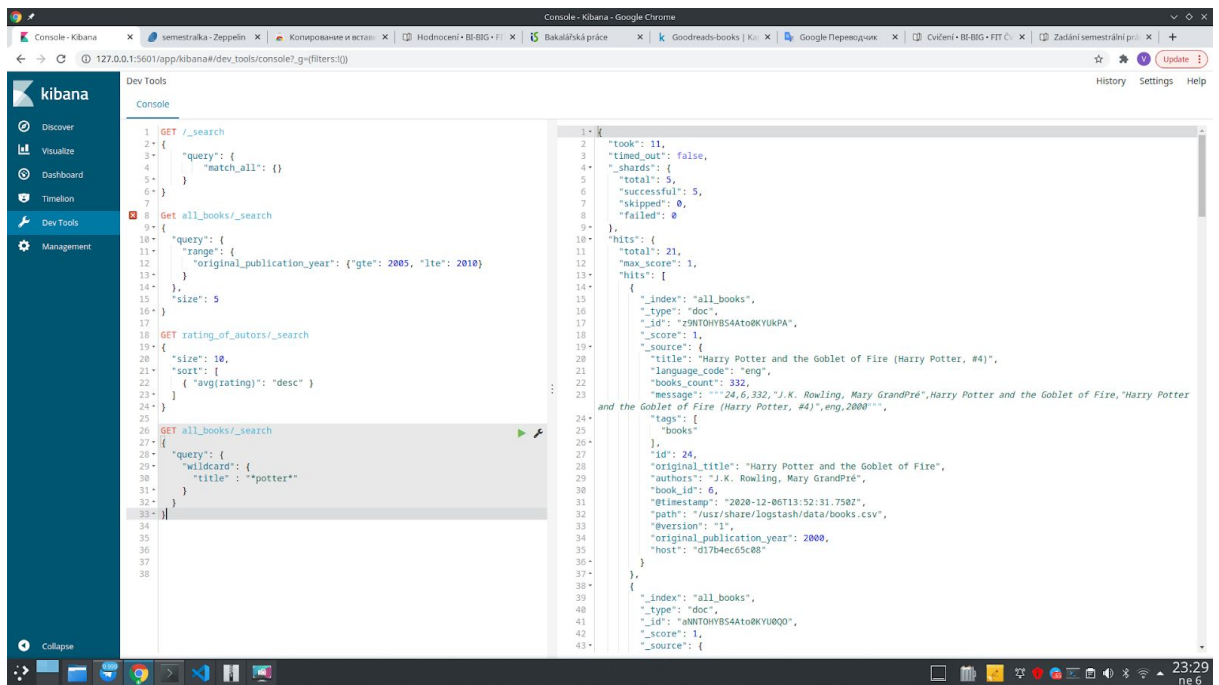 Console - Kibana - Google Chrome
Console - Kibana
semestralka - Zeppelin
Копирование и встав
Hodnocení • BI-BIG • FI
Bakalářská práce
Goodreads-books | Ka
Google Переводчик
Cvičení • BI-BIG • FIT Č
Zadání semestrální prá
127.0.0.1:5601/app/kibana#/dev_tools/console?_g=(filters:!())
V
Update
kibana
Discover
Visualize
Dashboard
Timelion
Dev Tools
Management
Collapse
Dev Tools
History Settings Help
Console
1 GET /_search
2 {
3 "query": {
4 "match_all": {}
5 }
6 }
7
8 Get all_books/_search
9 {
10 "query": {
11 "range": {
12 "original_publication_year": {"gte": 2005, "lte": 2010}
13 }
14 },
15 "size": 5
16 }
17
18 GET rating_of_autors/_search
19 {
20 "size": 10,
21 "sort": [
22 { "avg(rating)": "desc" }
23 ]
24 }
25
26 GET all_books/_search
27 {
28 "query": {
29 "wildcard": {
30 "title" : "*potter*"
31 }
32 }
33 }
34
35
36
37
38
1 {
2 "took": 11,
3 "timed_out": false,
4 "_shards": {
5 "total": 5,
6 "successful": 5,
7 "skipped": 0,
8 "failed": 0
9 },
10 "hits": {
11 "total": 21,
12 "max_score": 1,
13 "hits": [
14 {
15 "_index": "all_books",
16 "_type": "doc",
17 "_id": "z9NTOHYBS4Ato0KYUkPA",
18 "_score": 1,
19 "_source": {
20 "title": "Harry Potter and the Goblet of Fire (Harry Potter, #4)",
21 "language_code": "eng",
22 "books_count": 332,
23 "message": """24,6,332,"J.K. Rowling, Mary GrandPré",Harry Potter and the Goblet of Fire,"Harry Potter
and the Goblet of Fire (Harry Potter, #4)",eng,2000""",
24 "tags": [
25 "books"
26 ],
27 "id": 24,
28 "original_title": "Harry Potter and the Goblet of Fire",
29 "authors": "J.K. Rowling, Mary GrandPré",
30 "book_id": 6,
31 "@timestamp": "2020-12-06T13:52:31.750Z",
32 "path": "/usr/share/logstash/data/books.csv",
33 "@version": "1",
34 "original_publication_year": 2000,
35 "host": "d17b4ec65c08"
36 }
37 },
38 {
39 "_index": "all_books",
40 "_type": "doc",
41 "_id": "aNNTOHYBS4Ato0KYU0QO",
42 "_score": 1,
43 "_source": {
23:29
ne 6